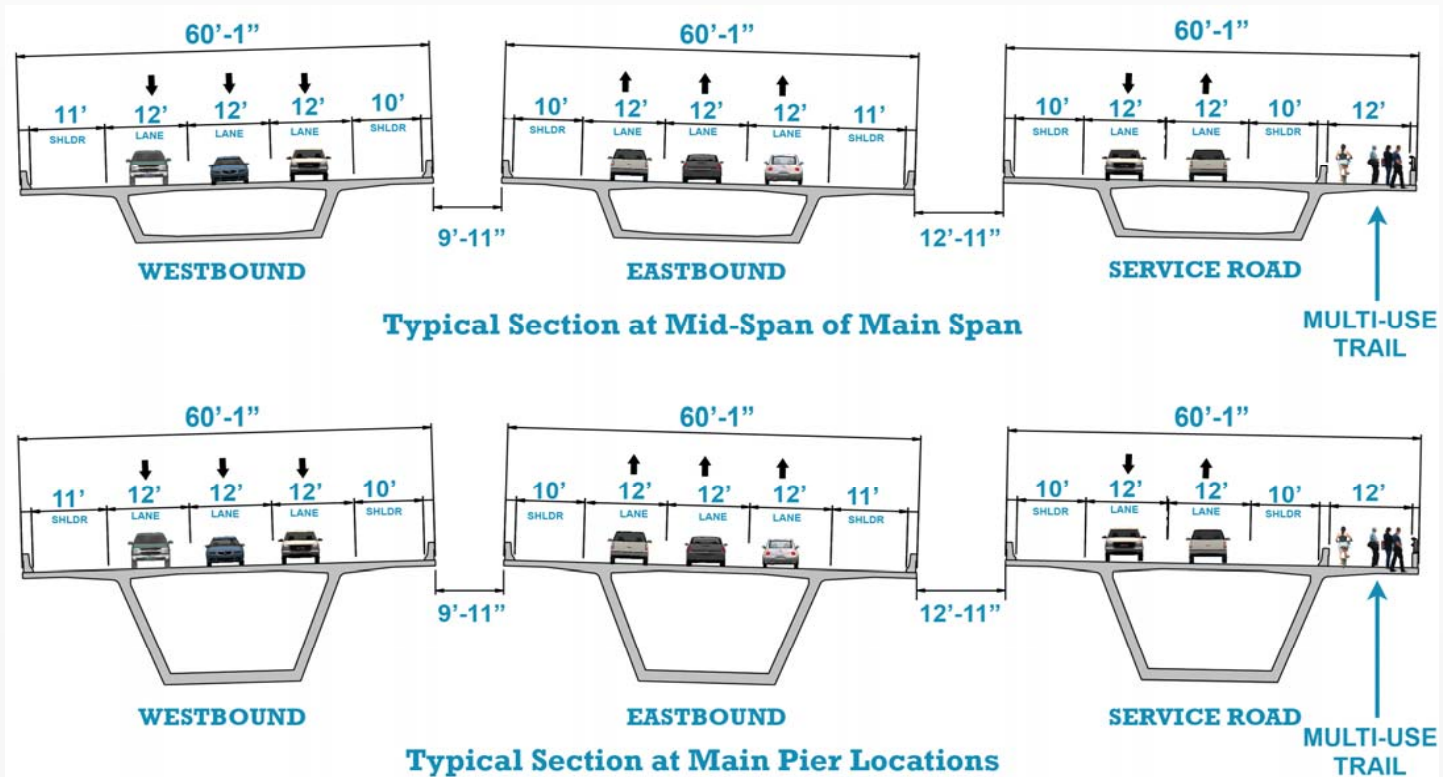 60’-1” 60’-1” 60’-1”
11’ 12’ 12’ 12’ 10’ 10’ 12’ 12’ 12’ 11’ 10’ 12’ 12’ 10’ 12’
SHLDR LANE LANE LANE SHLDR SHLDR LANE LANE LANE SHLDR SHLDR LANE LANE SHLDR
9’-11” 12’-11”
WESTBOUND EASTBOUND SERVICE ROAD
Typical Section at Mid-Span of Main Span
MULTI-USE
TRAIL
60’-1” 60’-1” 60’-1”
11’ 12’ 12’ 12’ 10’ 10’ 12’ 12’ 12’ 11’ 10’ 12’ 12’ 10’ 12’
SHLDR LANE LANE LANE SHLDR SHLDR LANE LANE LANE SHLDR SHLDR LANE LANE SHLDR
9’-11” 12’-11”
WESTBOUND EASTBOUND SERVICE ROAD
Typical Section at Main Pier Locations
MULTI-USE
TRAIL